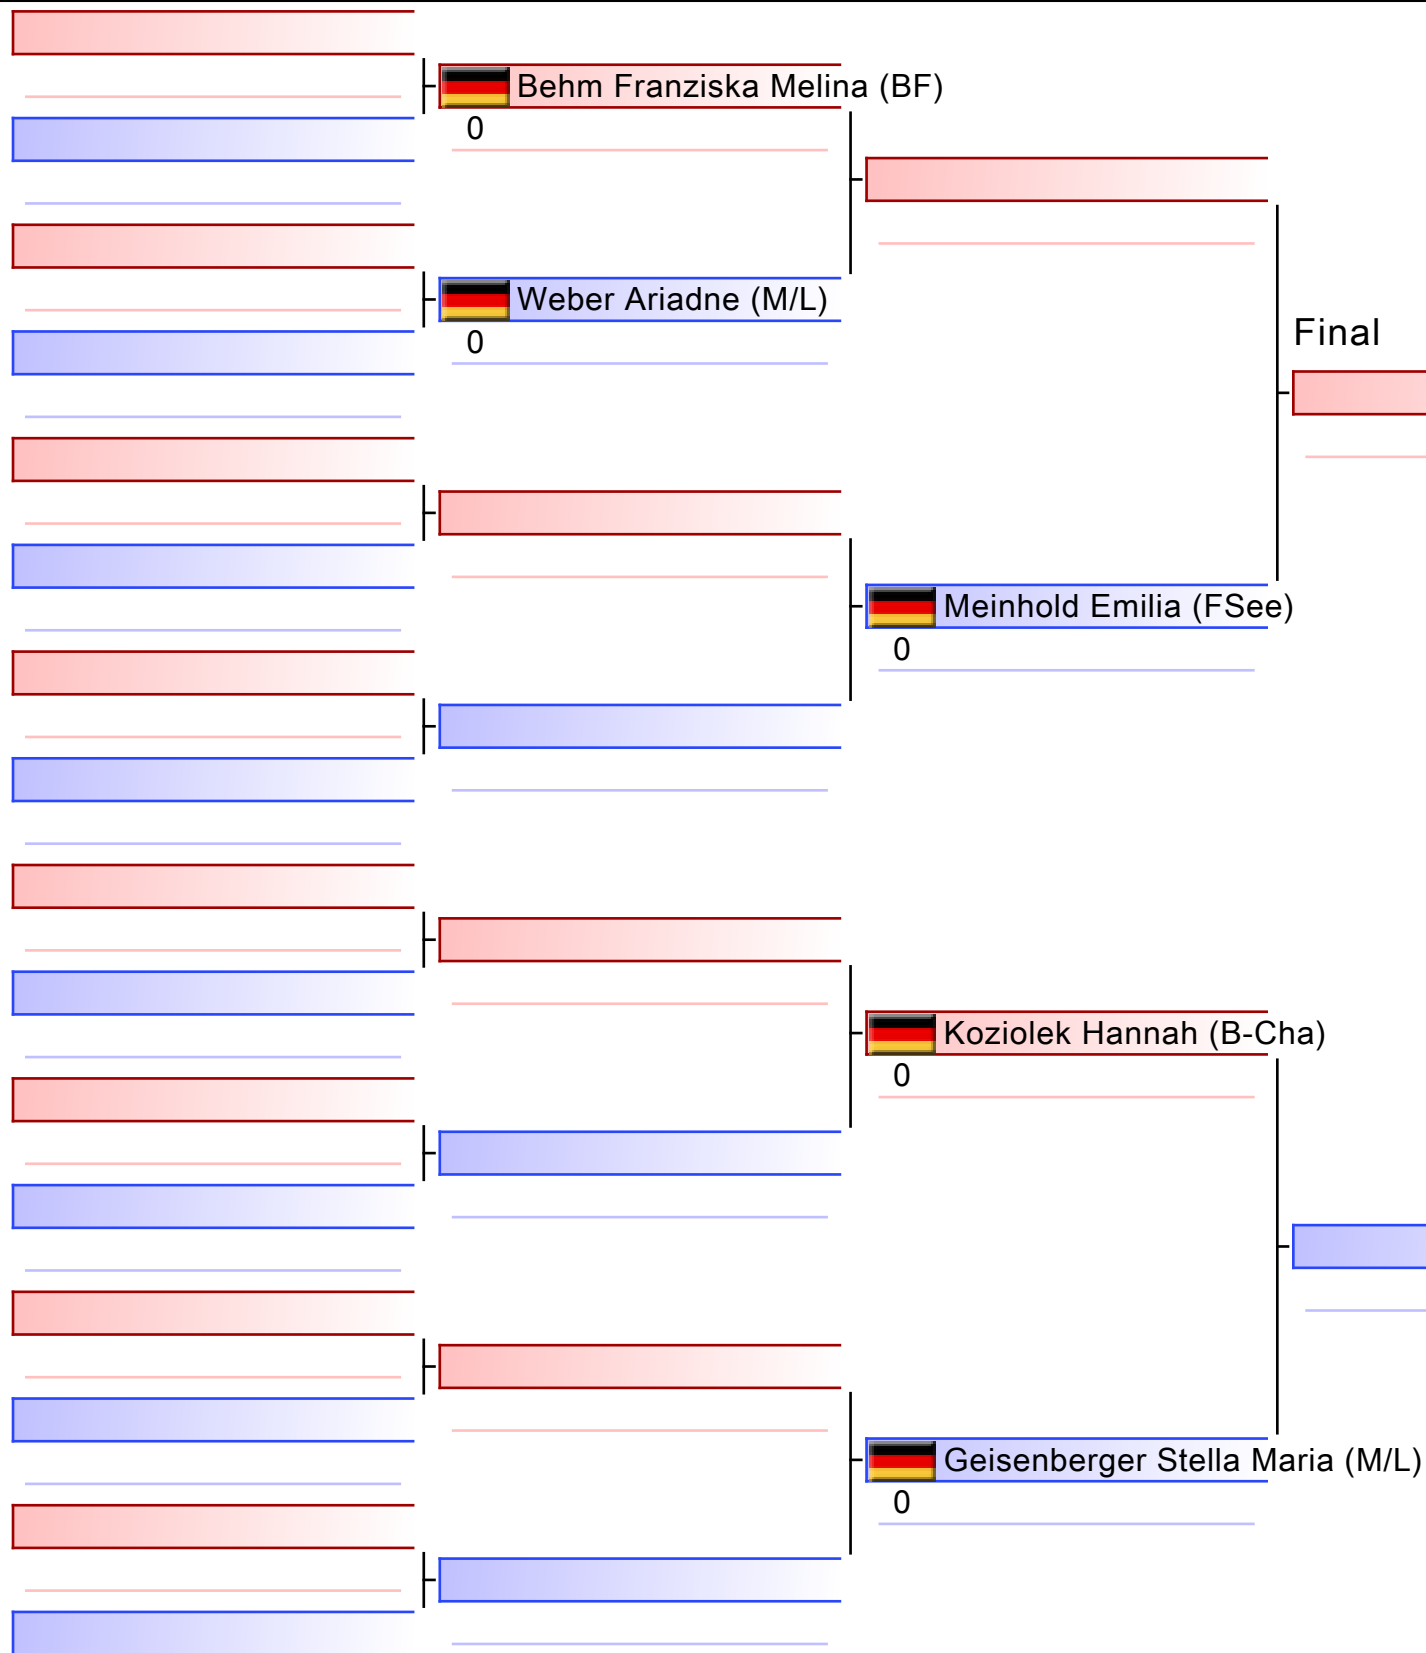 Behm Franziska Melina (BF)
0
Weber Ariadne (M/L)
0
Final
Meinhold Emilia (FSee)
0
Koziolek Hannah (B-Cha)
0
Geisenberger Stella Maria (M/L)
0